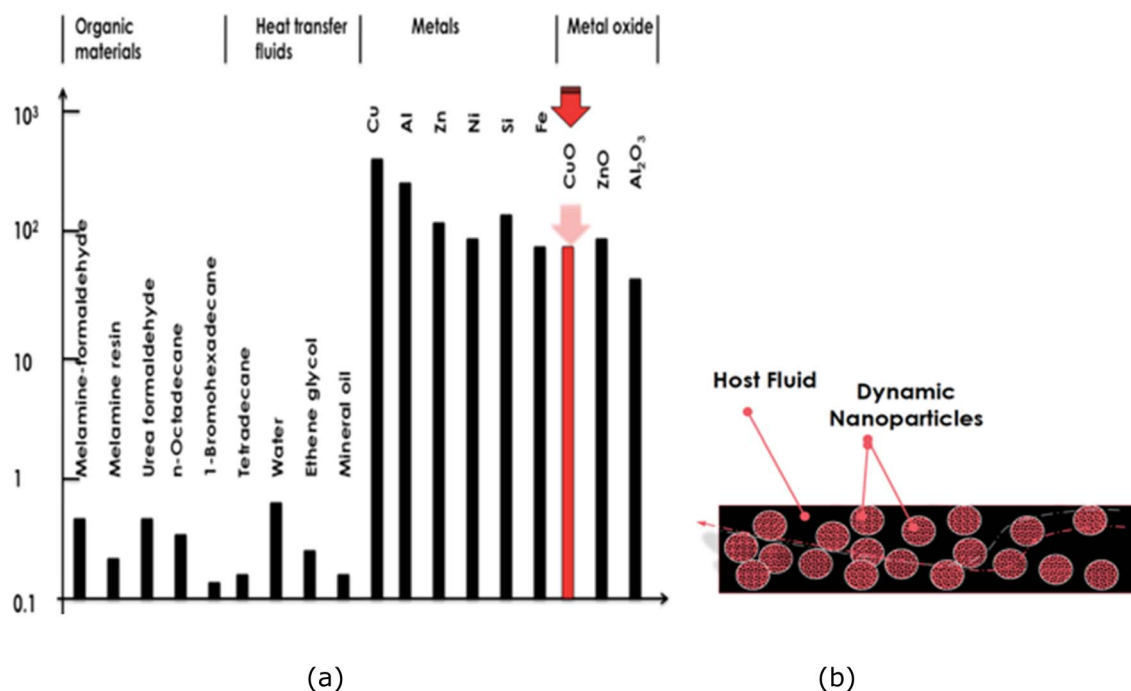 Organic
materials
Heat transfer
fluids
Metals
Metal oxide
10³
10²
10
1
0.1
Melamine-formaldehyde
Melamine resin
Urea formaldehyde
n-Octadecane
1-Bromohexadecane
Tetradecane
Water
Ethene glycol
Mineral oil
Cu
Al
Zn
Ni
Si
Fe
CuO
ZnO
Al₂O₃
(a)
Host Fluid
Dynamic
Nanoparticles
(b)